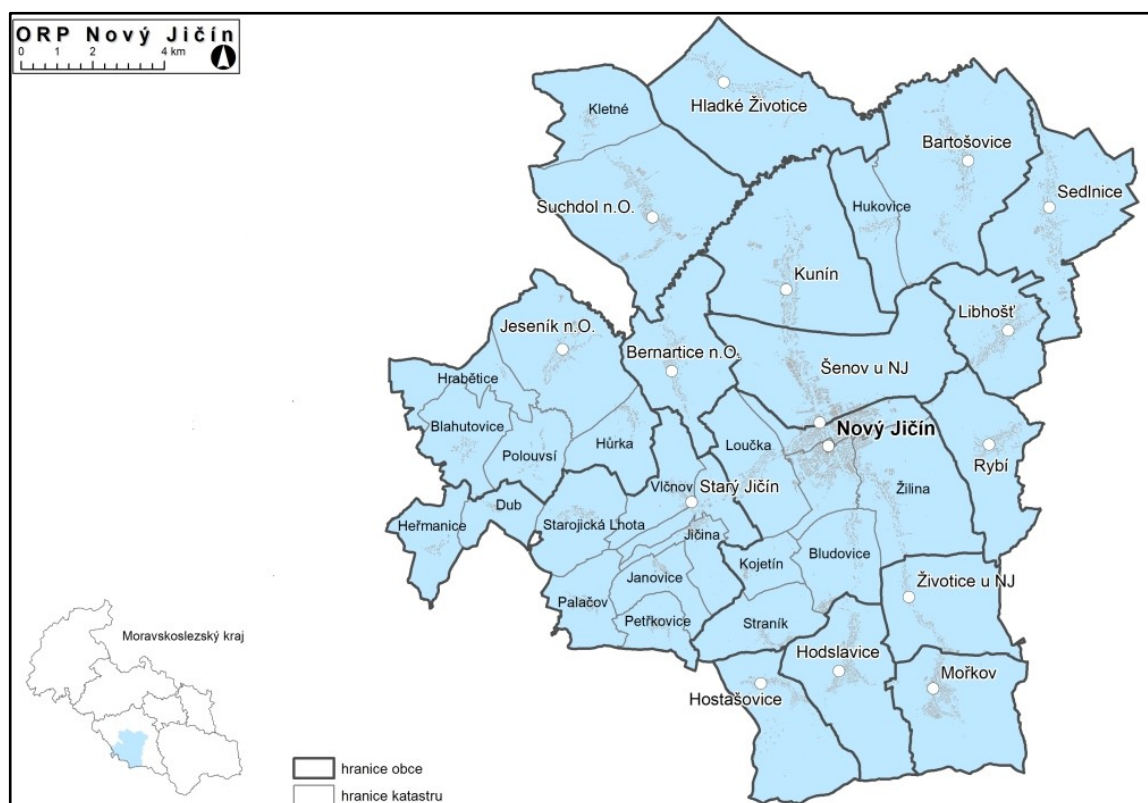 ORP Nový Jičín
0 1 2 4 km
Kletné
Hladké Životice
Bartošovice
Sedlnice
Hukovice
Suchdol n.O.
Kunín
Libhošť
Jeseník n.O.
Bernartice n.O.
Šenov u NJ
Hrabětice
Blahutovice
Nový Jičín
Hůrka
Loučka
Polouvsí
Rybí
Vlčnov
Starý Jičín
Žilina
Dub
Heřmanice
Starojická Lhota
Jičina
Bludovice
Kojetín
Janovice
Životice u NJ
Palačov
Petřkovice
Straník
Moravskoslezský kraj
Hodslavice
Mořkov
Hostašovice
hranice obce
hranice katastru